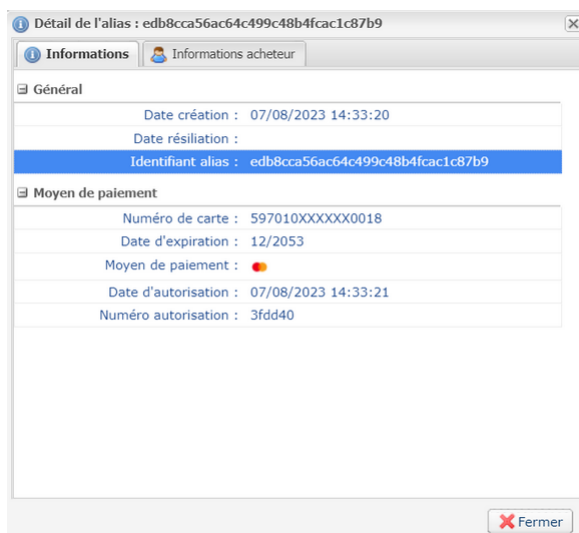 Détail de l'alias : edb8cca56ac64c499c48b4fcac1c87b9
Informations
Informations acheteur
Général
Date création : 07/08/2023 14:33:20
Date résiliation :
Identifiant alias : edb8cca56ac64c499c48b4fcac1c87b9
Moyen de paiement
Numéro de carte : 597010XXXXXX0018
Date d'expiration : 12/2053
Moyen de paiement :
Date d'autorisation : 07/08/2023 14:33:21
Numéro autorisation : 3fdd40
Fermer